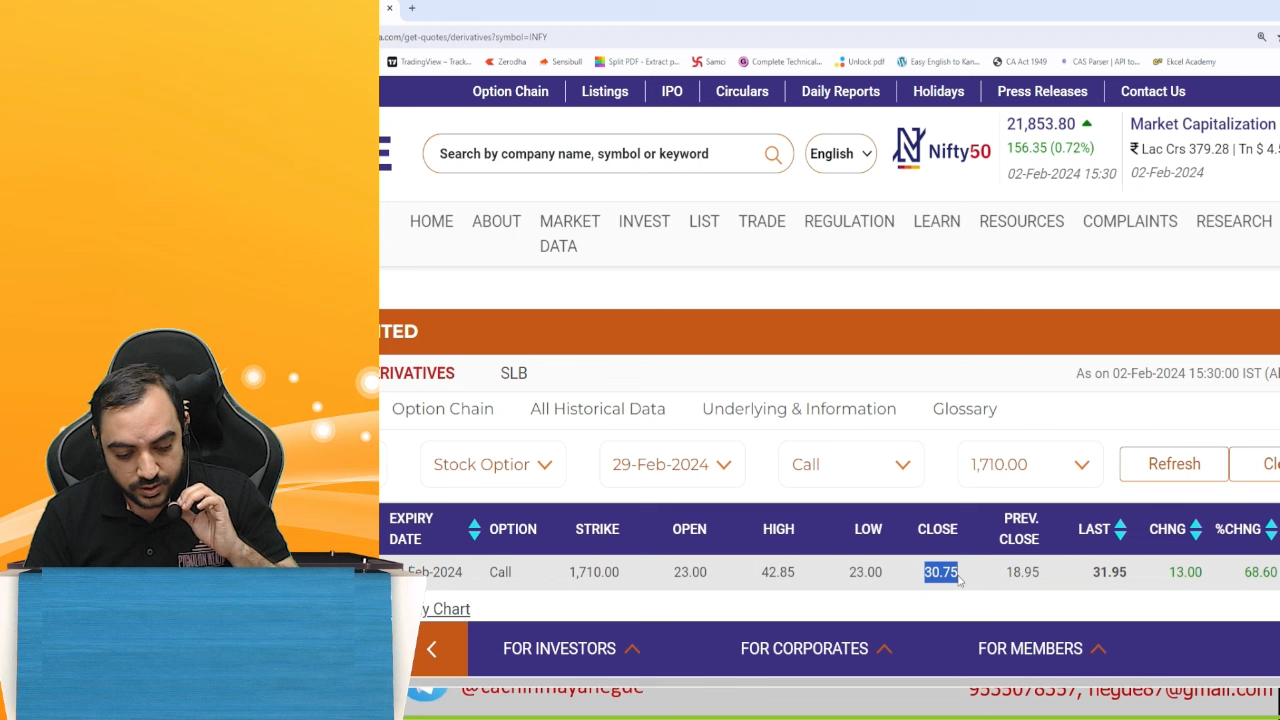 × +
a.com/get-quotes/derivatives?symbol=INFY
TradingView – Track... Zerodha Sensibull Split PDF - Extract p... Samco Complete Technical... Unlock pdf Easy English to Kan... CA Act 1949 CAS Parser | API to... Ekcel Academy
Option Chain Listings IPO Circulars Daily Reports Holidays Press Releases Contact Us
E Search by company name, symbol or keyword English Nifty50 21,853.80 Market Capitalization
156.35 (0.72%) ₹ Lac Crs 379.28 | Tn $ 4.5
02-Feb-2024 15:30 02-Feb-2024
HOME ABOUT MARKET DATA INVEST LIST TRADE REGULATION LEARN RESOURCES COMPLAINTS RESEARCH
TED
RIVATIVES SLB As on 02-Feb-2024 15:30:00 IST (Al
Option Chain All Historical Data Underlying & Information Glossary
Stock Option 29-Feb-2024 Call 1,710.00 Refresh Cle
EXPIRY DATE OPTION STRIKE OPEN HIGH LOW CLOSE PREV. CLOSE LAST CHNG %CHNG
Feb-2024 Call 1,710.00 23.00 42.85 23.00 30.75 18.95 31.95 13.00 68.60
y Chart
FOR INVESTORS FOR CORPORATES FOR MEMBERS